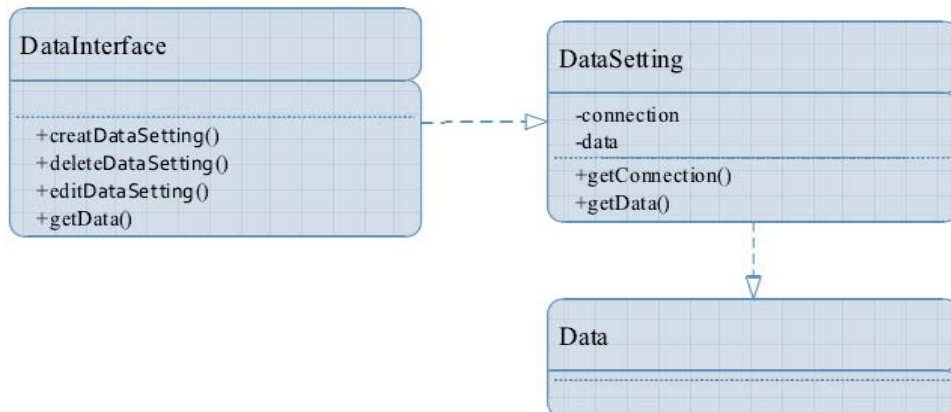 DataInterface
+creatDataSetting()
+deleteDataSetting()
+editDataSetting()
+getData()
DataSetting
-connection
-data
+getConnection()
+getData()
Data